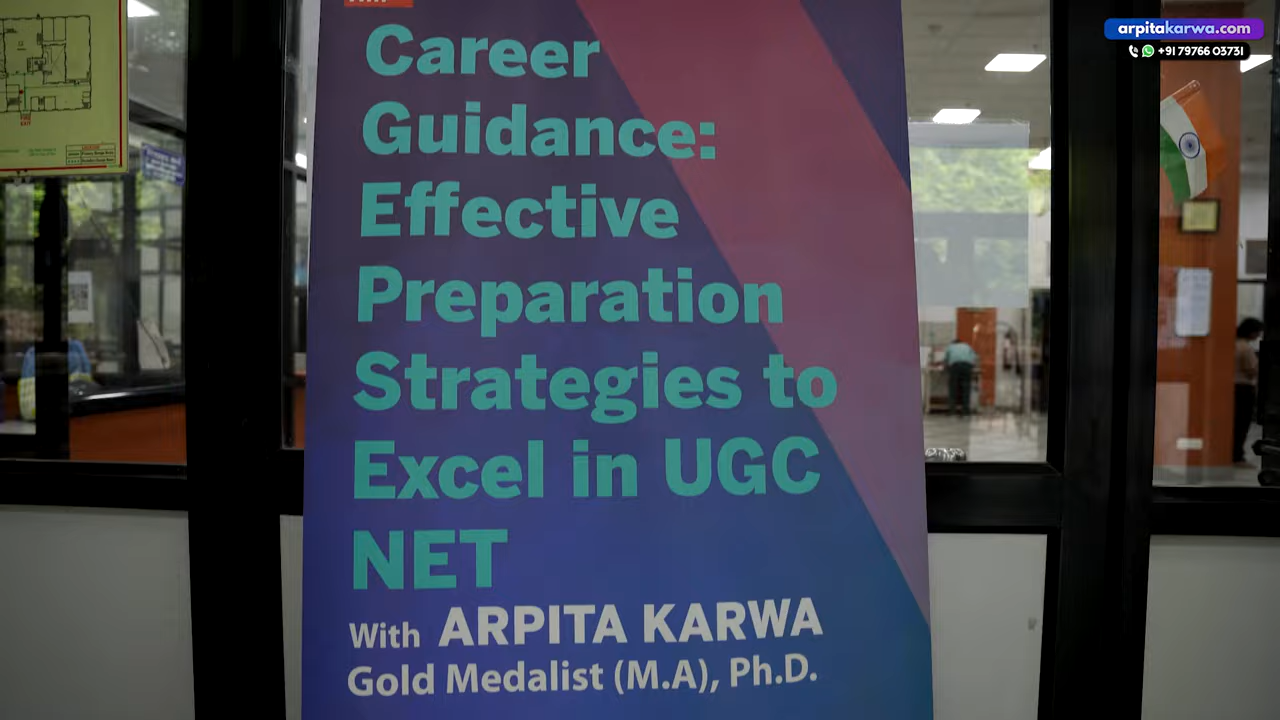 arpitakarwa.com
+91 79766 03731
Career
Guidance:
Effective
Preparation
Strategies to
Excel in UGC
NET
With ARPITA KARWA
Gold Medalist (M.A), Ph.D.